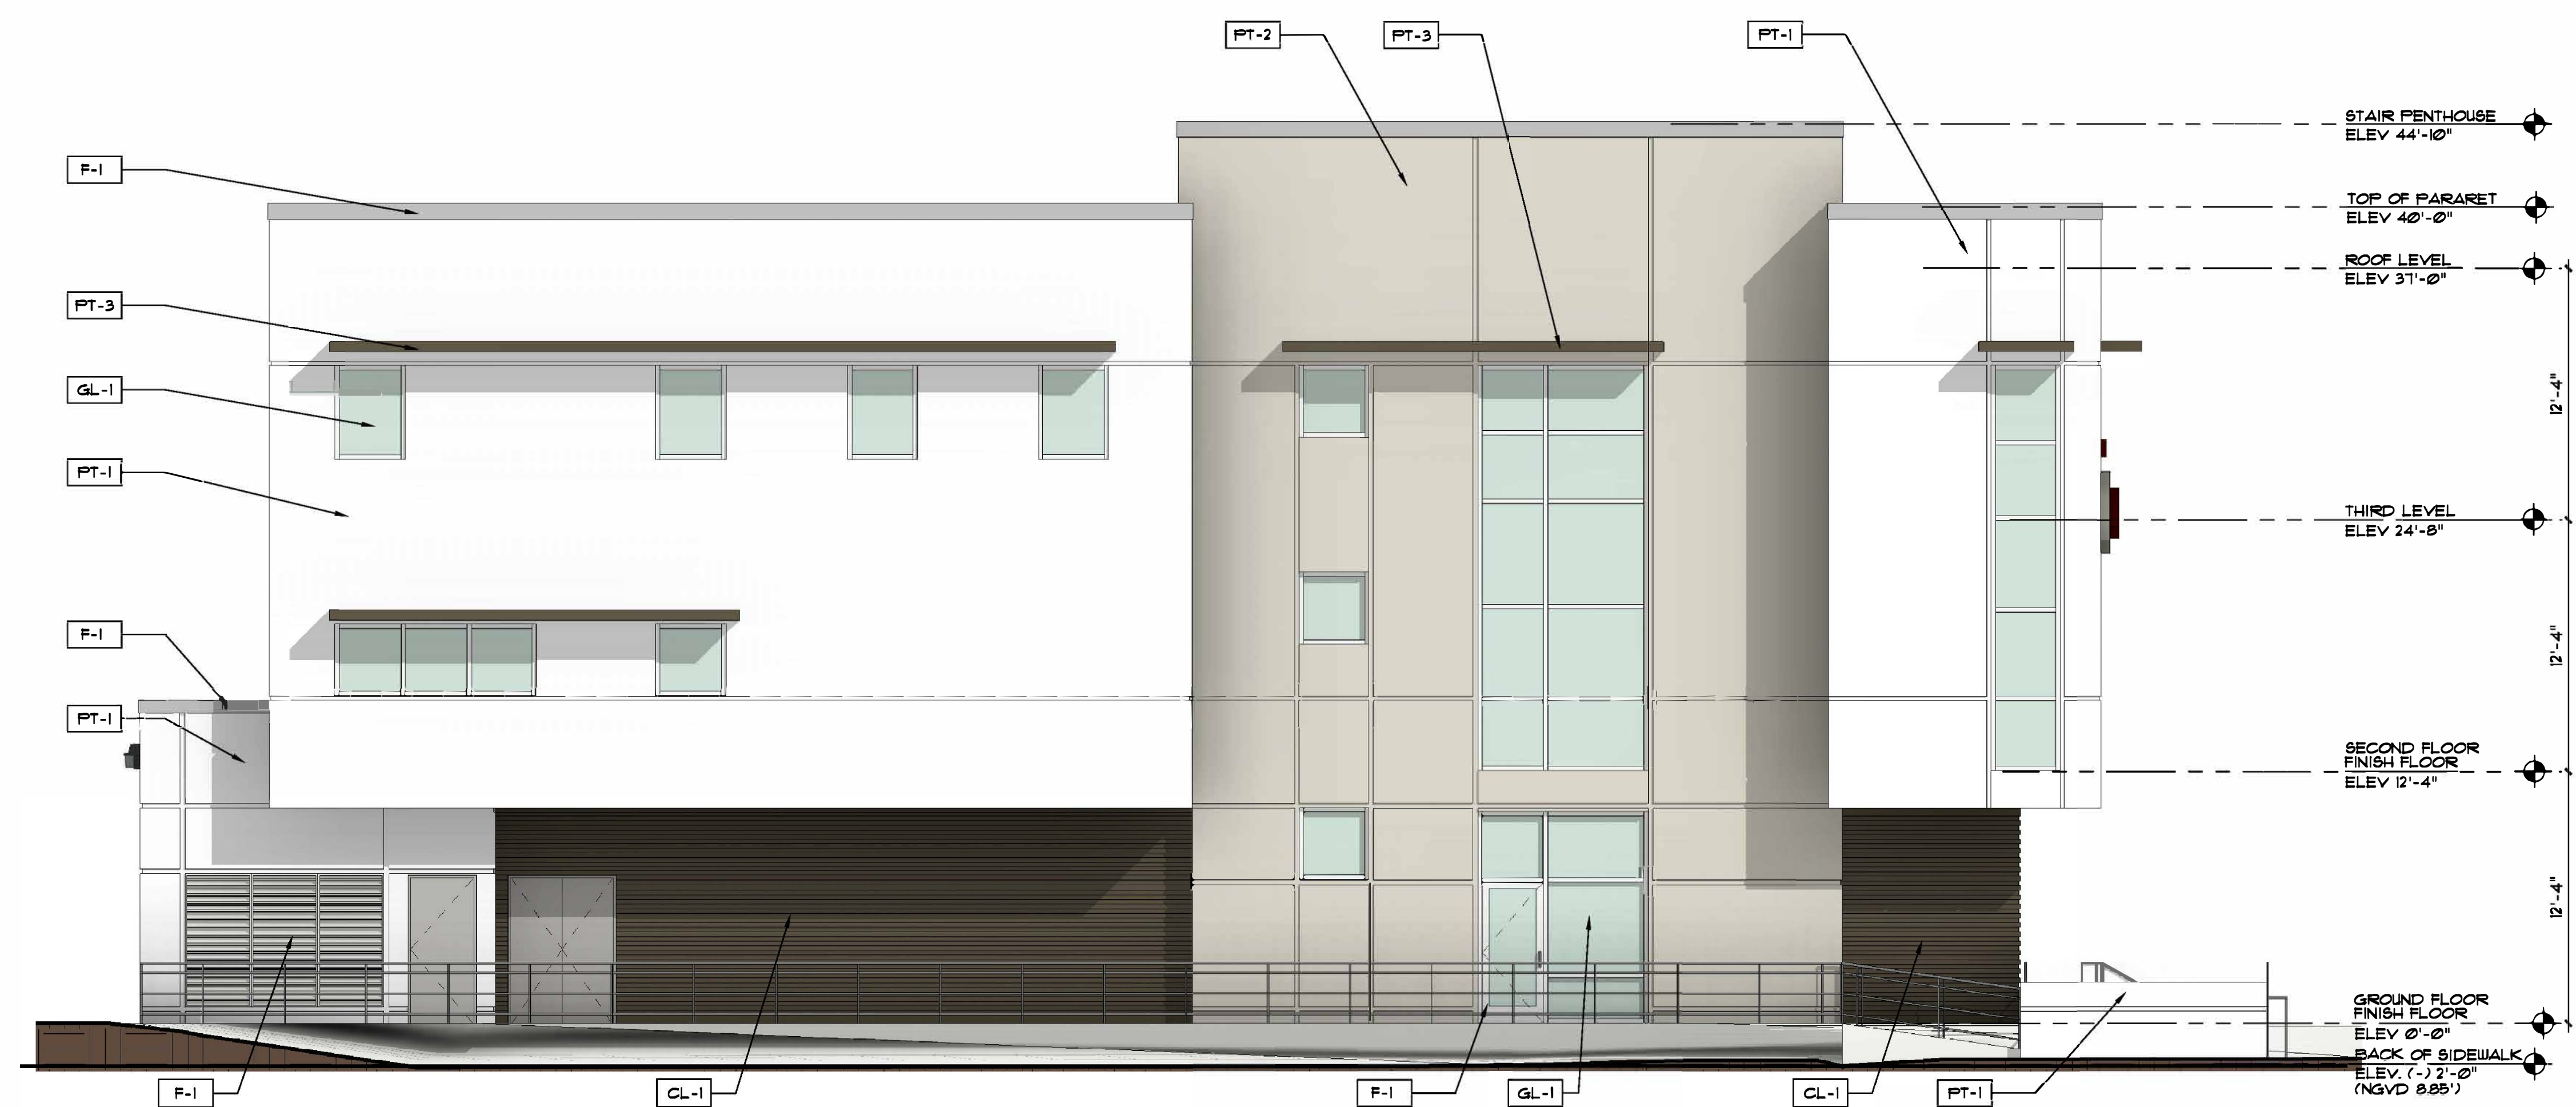 PT-2
PT-3
PT-1
STAIR PENTHOUSE
ELEV 44'-10"
F-1
TOP OF PARARET
ELEV 40'-0"
ROOF LEVEL
ELEV 37'-0"
PT-3
GL-1
12'-4"
PT-1
THIRD LEVEL
ELEV 24'-8"
F-1
12'-4"
PT-1
SECOND FLOOR
FINISH FLOOR
ELEV 12'-4"
12'-4"
GROUND FLOOR
FINISH FLOOR
ELEV 0'-0"
BACK OF SIDEWALK
ELEV. (-) 2'-0"
(NGVD 8.85')
F-1
CL-1
F-1
GL-1
CL-1
PT-1